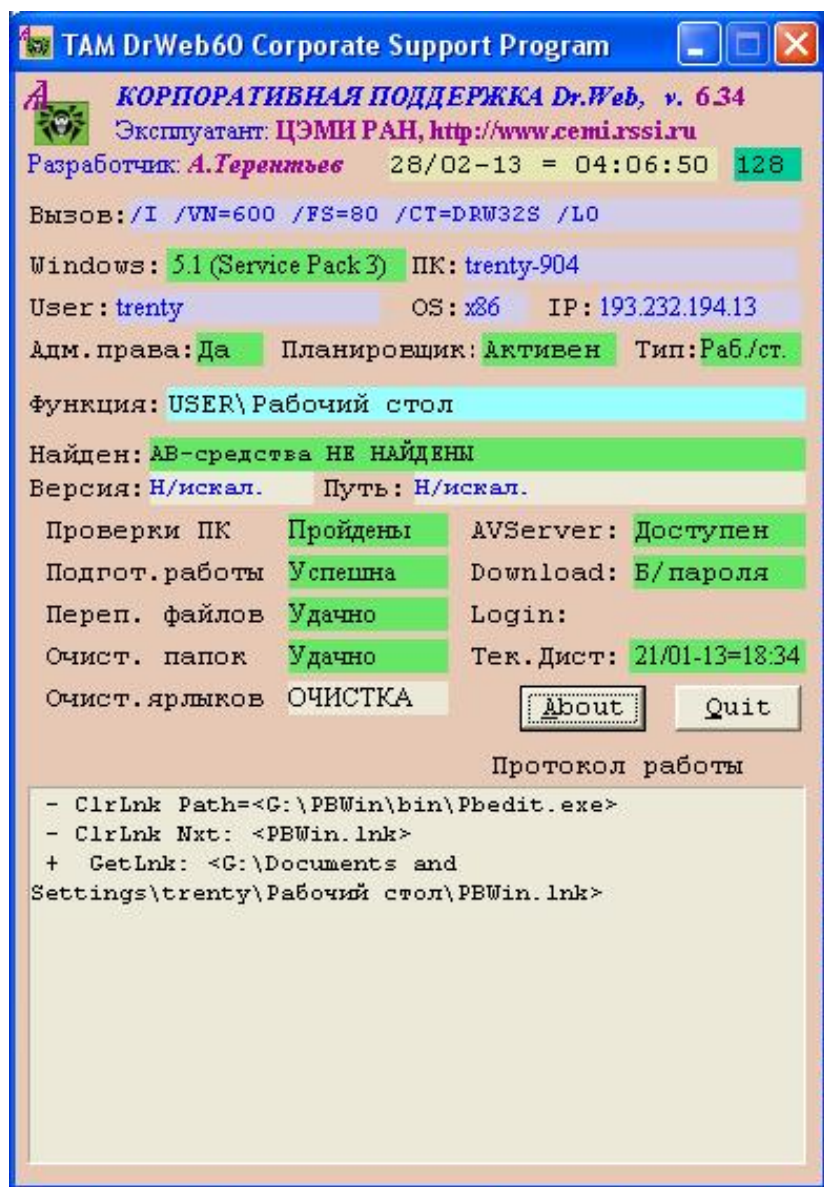 TAM DrWeb60 Corporate Support Program
КОРПОРАТИВНАЯ ПОДДЕРЖКА Dr.Web, v. 6.34
Эксплуатант: ЦЭМИ РАН, http://www.cemi.rssi.ru
Разработчик: А.Терентьев 28/02-13 = 04:06:50 128
Вызов: /I /VN=600 /FS=80 /CT=DRW32S /L0
Windows: 5.1 (Service Pack 3) ПК: trenty-904
User: trenty OS: x86 IP: 193.232.194.13
Адм.права: Да Планировщик: Активен Тип: Раб./ст.
Функция: USER\Рабочий стол
Найден: АВ-средства НЕ НАЙДЕНЫ
Версия: Н/искал. Путь: Н/искал.
Проверки ПК Пройдены AVServer: Доступен
Подгот.работы Успешна Download: Б/пароля
Переп. файлов Удачно Login:
Очист. папок Удачно Тек.Дист: 21/01-13=18:34
Очист.ярлыков ОЧИСТКА About Quit
Протокол работы
- ClrLnk Path=<G:\PBWin\bin\Pbedit.exe>
- ClrLnk Nxt: <PBWin.lnk>
+ GetLnk: <G:\Documents and
Settings\trenty\Рабочий стол\PBWin.lnk>